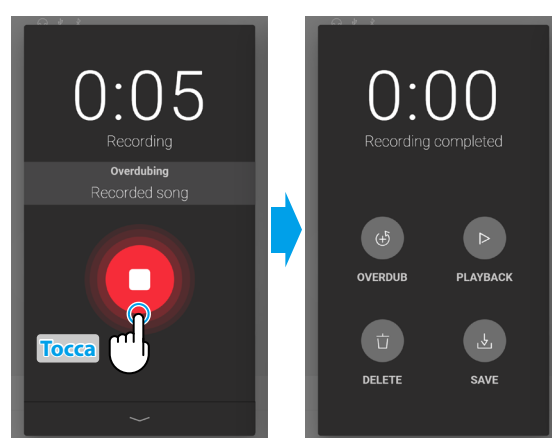 0:05
Recording
Overdubing
Recorded song
Tocca
0:00
Recording completed
OVERDUB
PLAYBACK
DELETE
SAVE